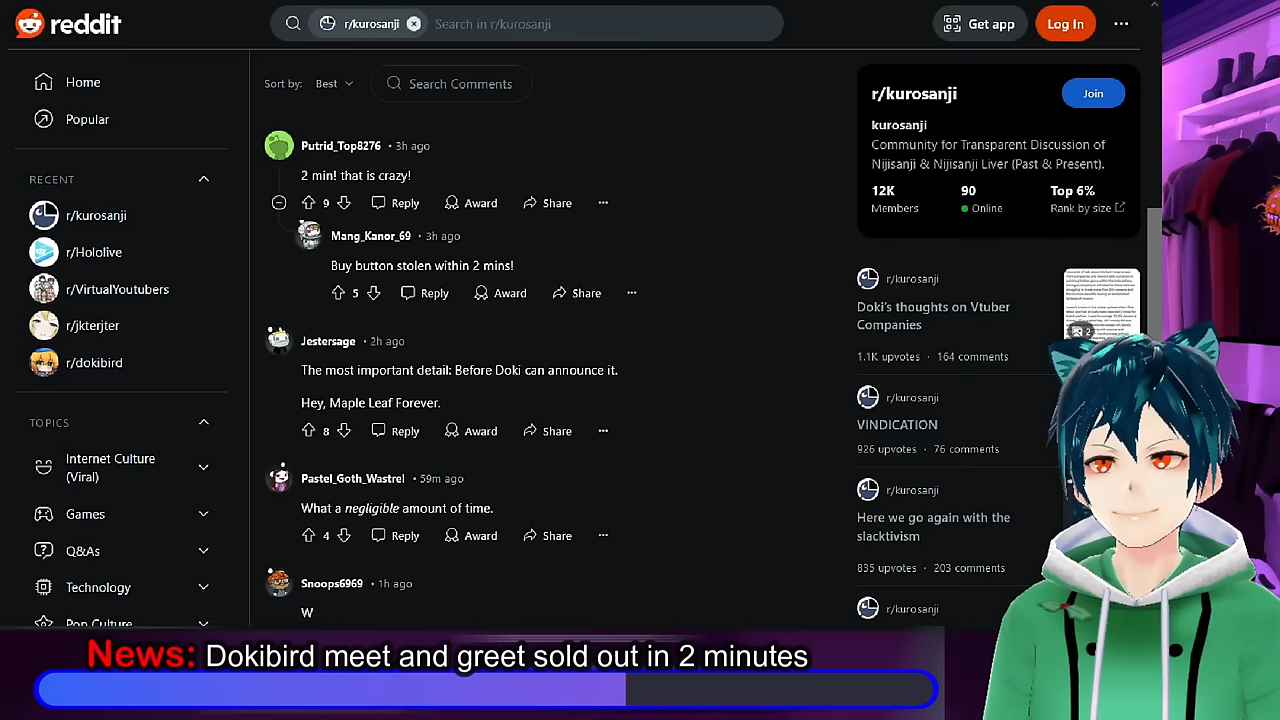 reddit
r/kurosanji
Search in r/kurosanji
Get app
Log In
Home
Popular
RECENT
r/kurosanji
r/Hololive
r/VirtualYoutubers
r/jkterjter
r/dokibird
TOPICS
Internet Culture
(Viral)
Games
Q&As
Technology
Pop Culture
Sort by:
Best
Search Comments
Putrid_Top8276 • 3h ago
2 min! that is crazy!
9 Reply Award Share
Mang_Kanor_69 • 3h ago
Buy button stolen within 2 mins!
5 Reply Award Share
Jestersage • 2h ago
The most important detail: Before Doki can announce it.
Hey, Maple Leaf Forever.
8 Reply Award Share
Pastel_Goth_Wastrel • 59m ago
What a negligible amount of time.
4 Reply Award Share
Snoops6969 • 1h ago
W
r/kurosanji
Join
kurosanji
Community for Transparent Discussion of
Nijisanji & Nijisanji Liver (Past & Present).
12K 90 Top 6%
Members Online Rank by size
r/kurosanji
Doki's thoughts on Vtuber
Companies
1.1K upvotes · 164 comments
r/kurosanji
VINDICATION
926 upvotes · 76 comments
r/kurosanji
Here we go again with the
slacktivism
835 upvotes · 203 comments
r/kurosanji
News: Dokibird meet and greet sold out in 2 minutes